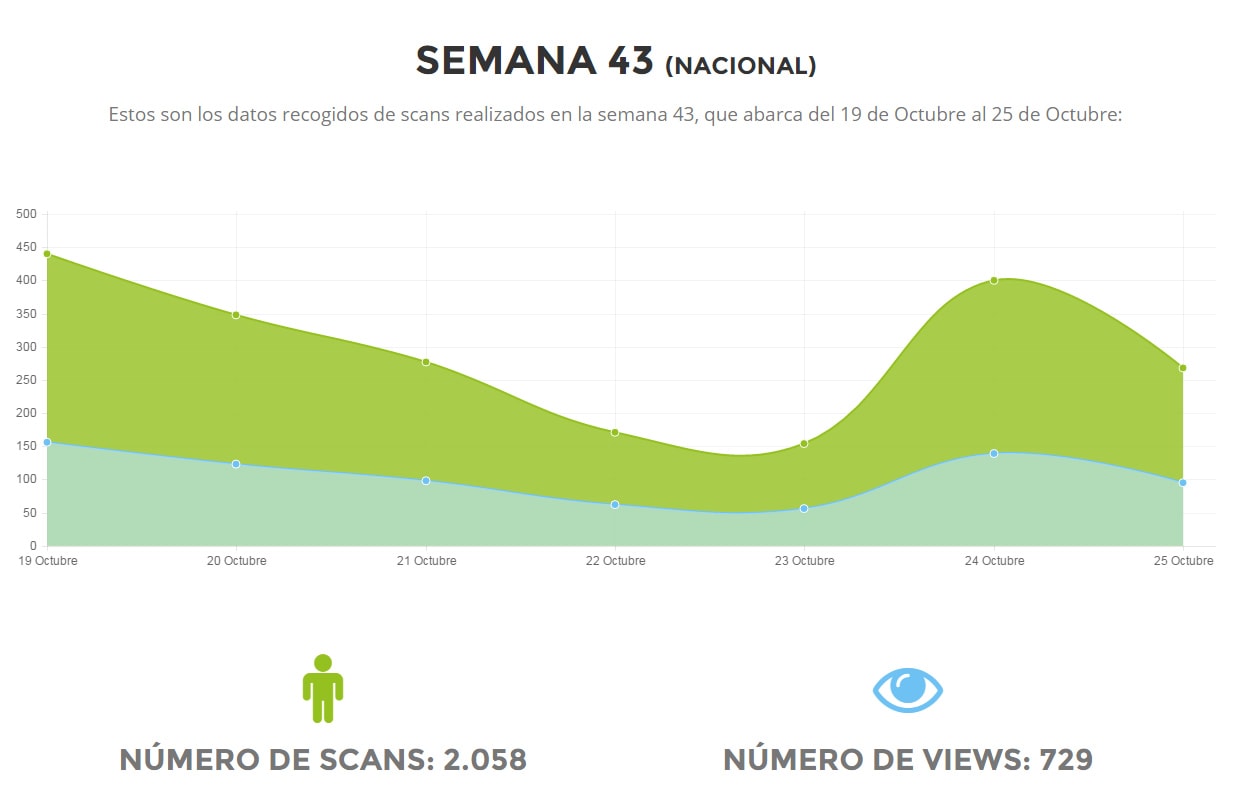 SEMANA 43 (NACIONAL)
Estos son los datos recogidos de scans realizados en la semana 43, que abarca del 19 de Octubre al 25 de Octubre:
500
450
400
350
300
250
200
150
100
50
0
19 Octubre 20 Octubre 21 Octubre 22 Octubre 23 Octubre 24 Octubre 25 Octubre
NÚMERO DE SCANS: 2.058 NÚMERO DE VIEWS: 729